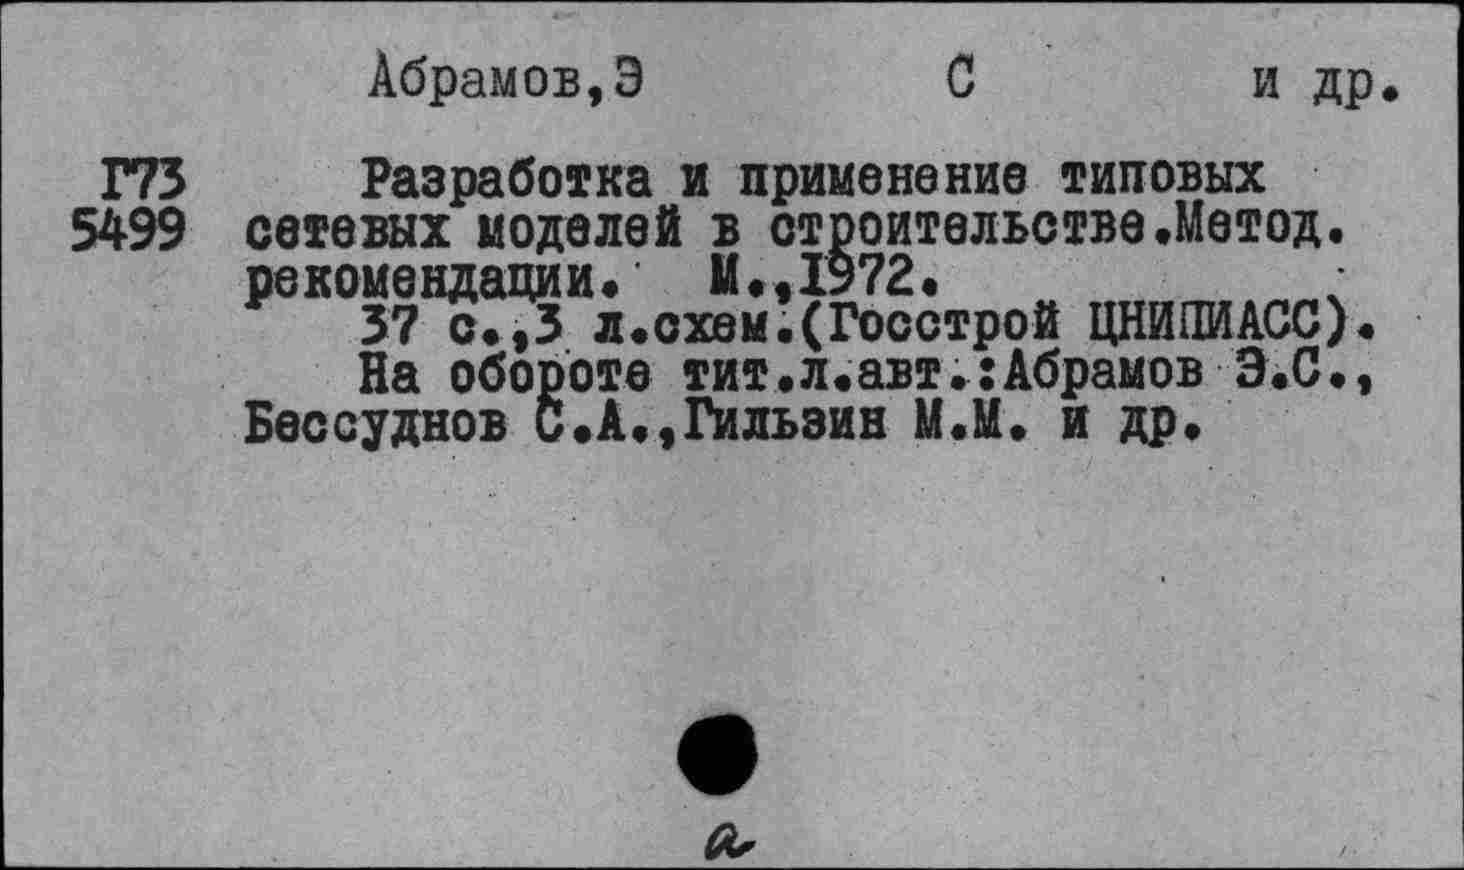 Абрамов,Э С и др.
Г73 Разработка и применение типовых
5499 сетевых моделей в строительстве.Метод.
рекомендации. М.,1972.
37 с.,3 л.схем.(Госстрой ЦНИПИАСС).
На обороте тит.л.авт.:Абрамов Э.С.,
Бессуднов С.А.,Гильзин М.М. и др.
а